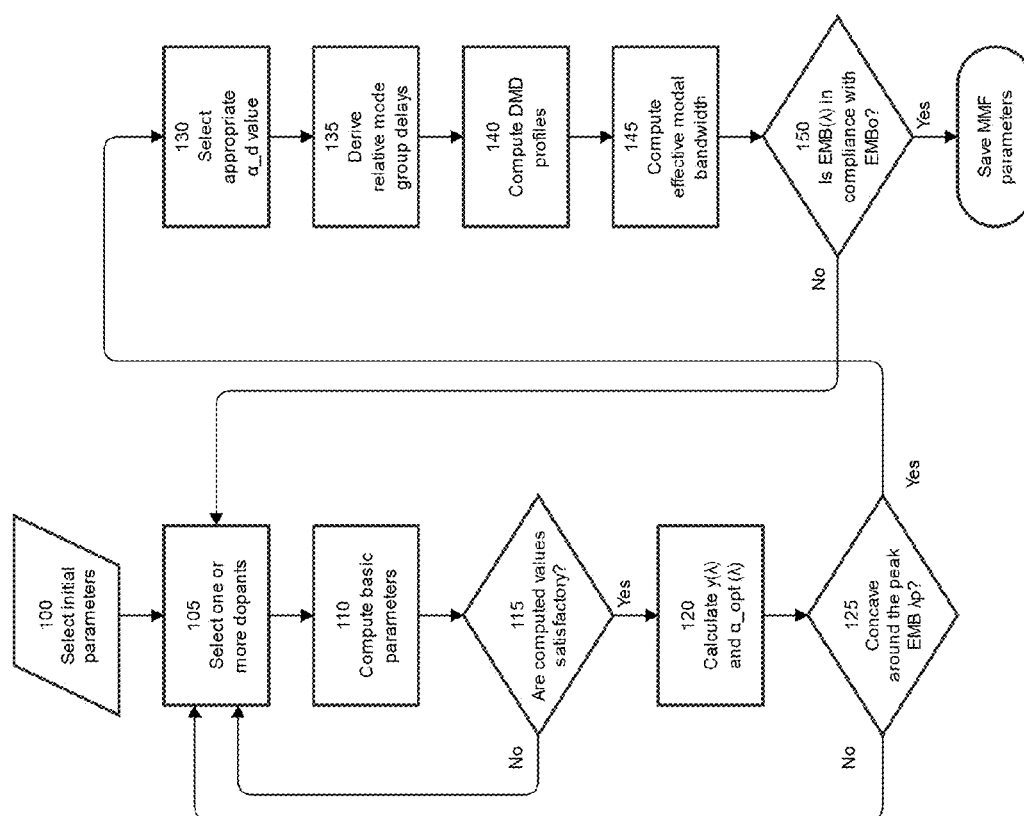 100
Select initial
parameters
105
Select one or
more dopants
110
Compute basic
parameters
115
Are computed values
satisfactory?
No
Yes
120
Calculate y(λ)
and α_opt (λ)
125
Concave
around the peak
EMB λp?
No
Yes
130
Select
appropriate
α_d value
135
Derive
relative mode
group delays
140
Compute DMD
profiles
145
Compute
effective modal
bandwidth
150
Is EMB(λ) in
compliance with
EMBo?
No
Yes
Save MMF
parameters